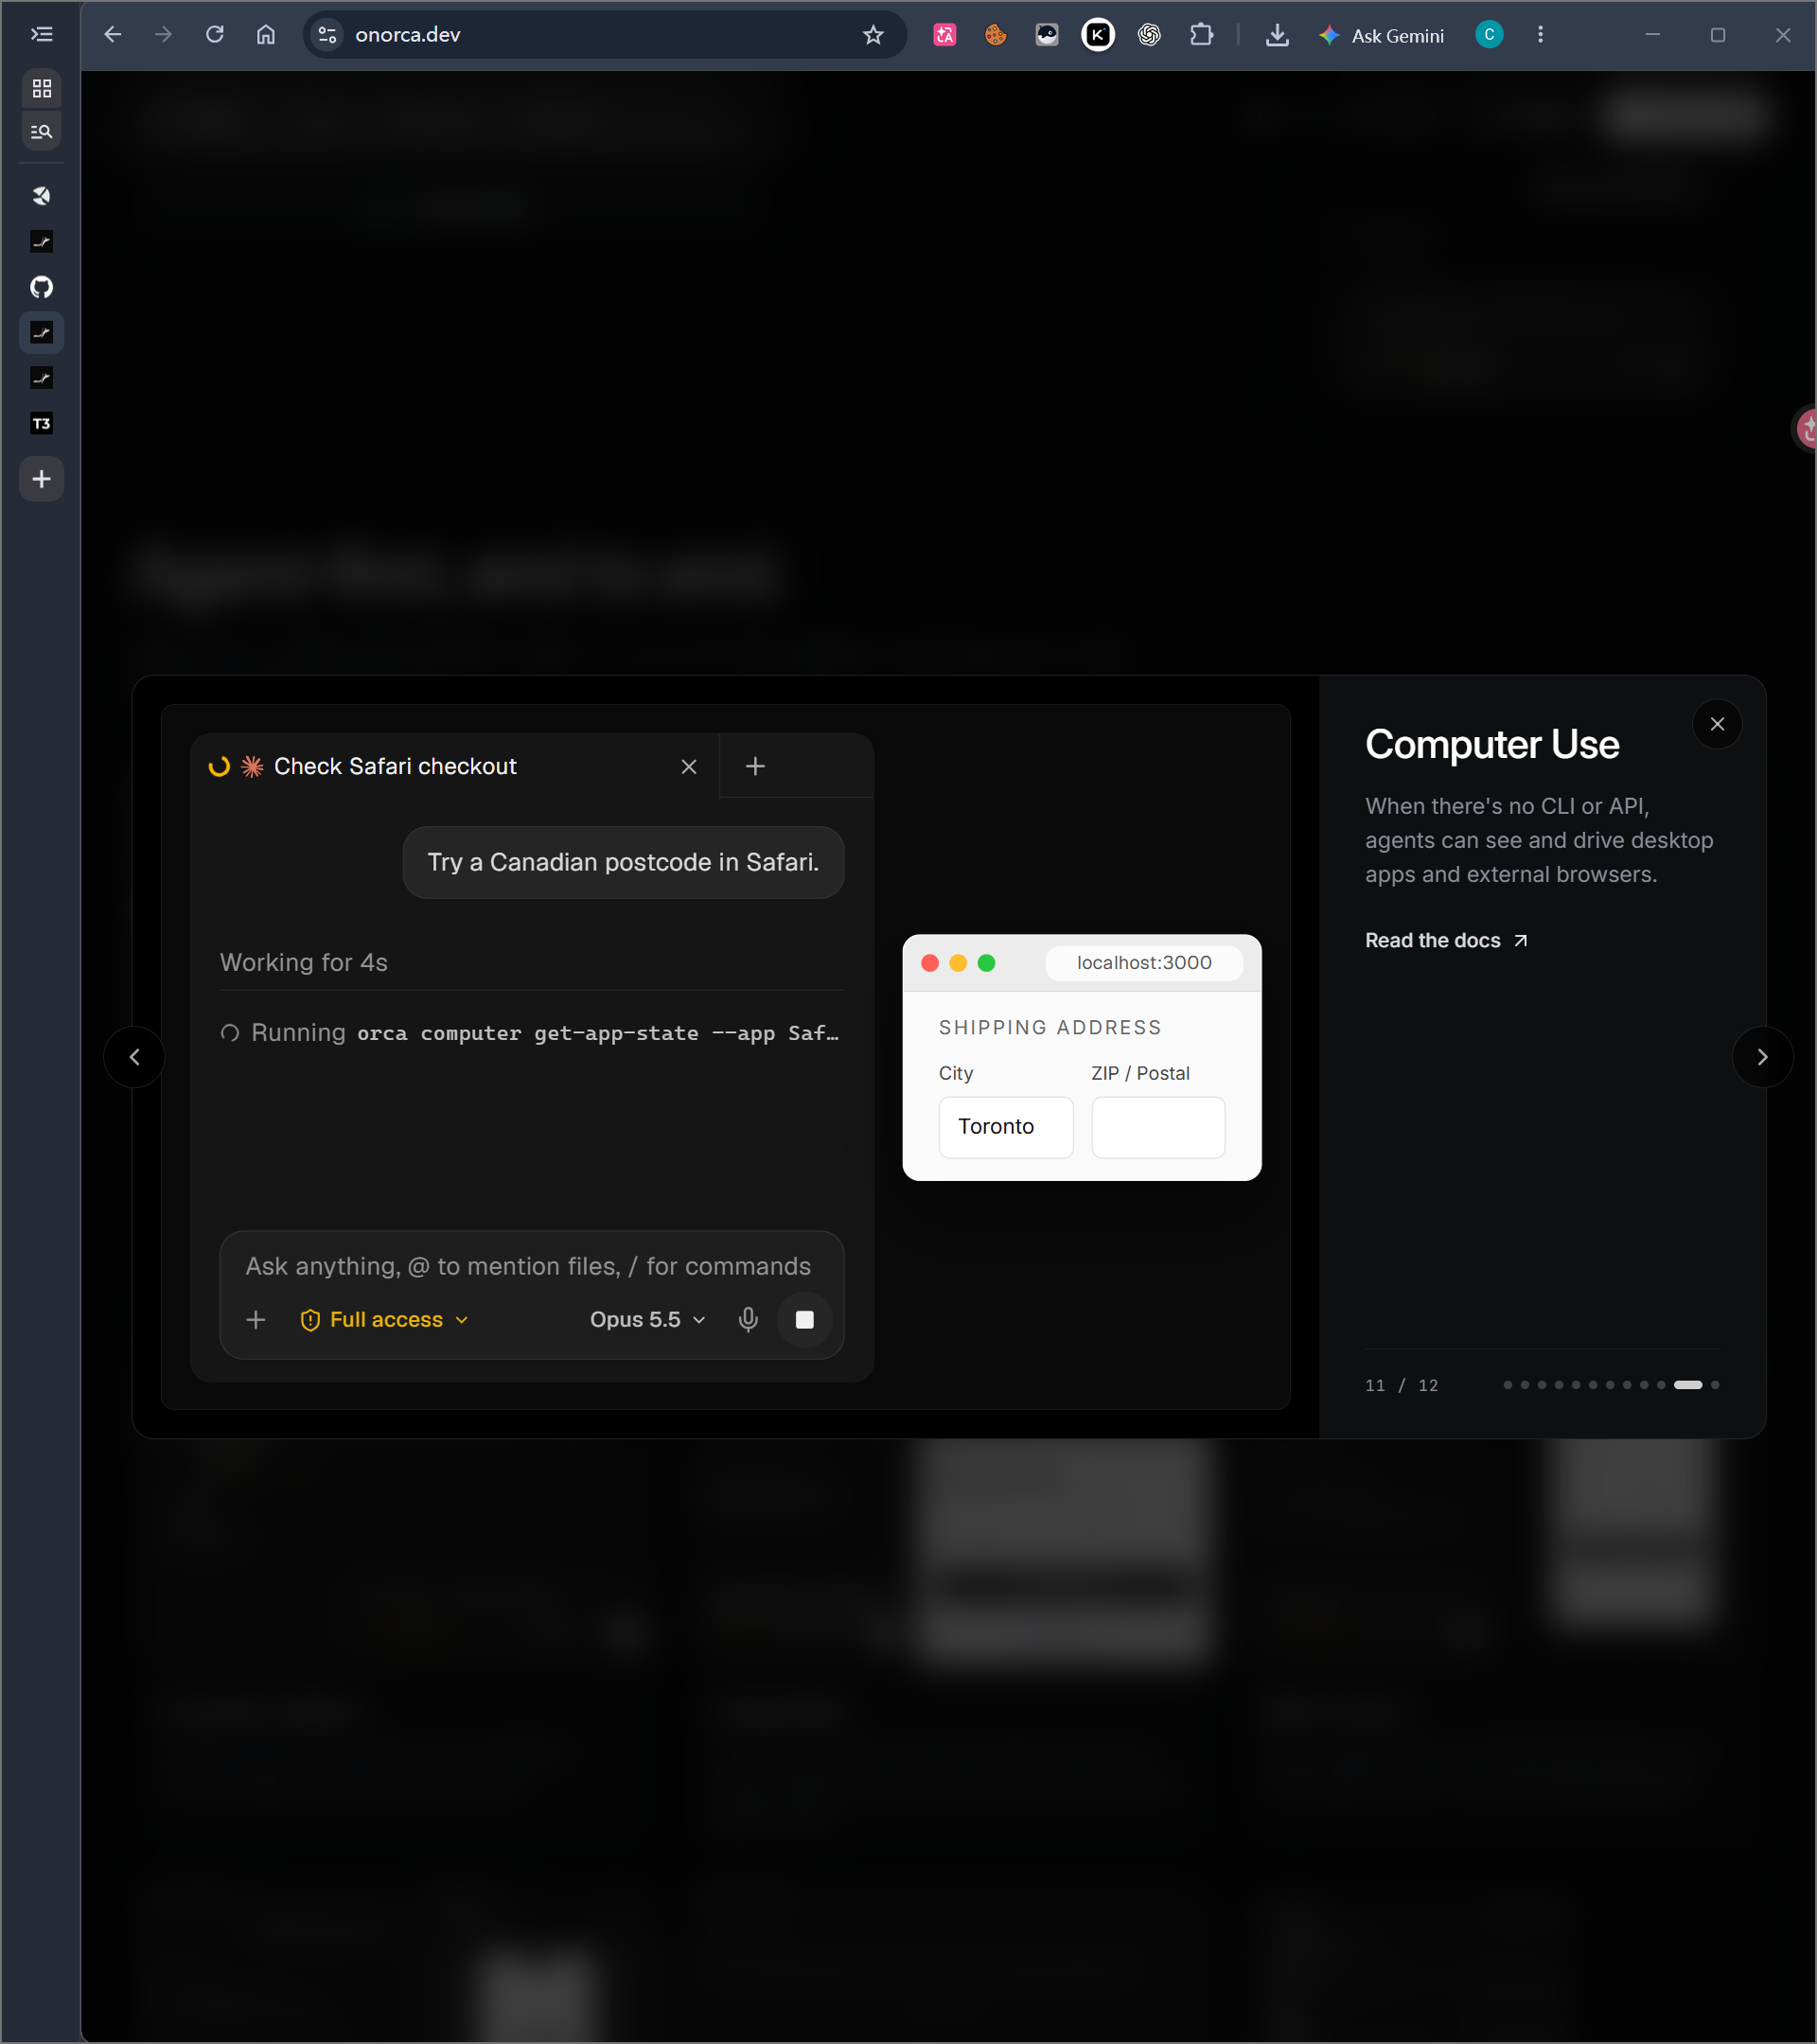 onorca.dev
Ask Gemini
C
T3
Check Safari checkout
Try a Canadian postcode in Safari.
Working for 4s
Running orca computer get-app-state --app Saf…
Ask anything, @ to mention files, / for commands
Full access
Opus 5.5
localhost:3000
SHIPPING ADDRESS
City
ZIP / Postal
Toronto
Computer Use
When there's no CLI or API,
agents can see and drive desktop
apps and external browsers.
Read the docs
11 / 12